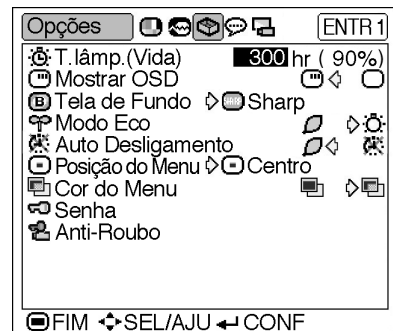 Opções ENTR 1
T.lâmp.(Vida) 300 hr ( 90%)
Mostrar OSD
B Tela de Fundo Sharp
Modo Eco
Auto Desligamento
Posição do Menu Centro
Cor do Menu
Senha
Anti-Roubo
FIM SEL/AJU CONF